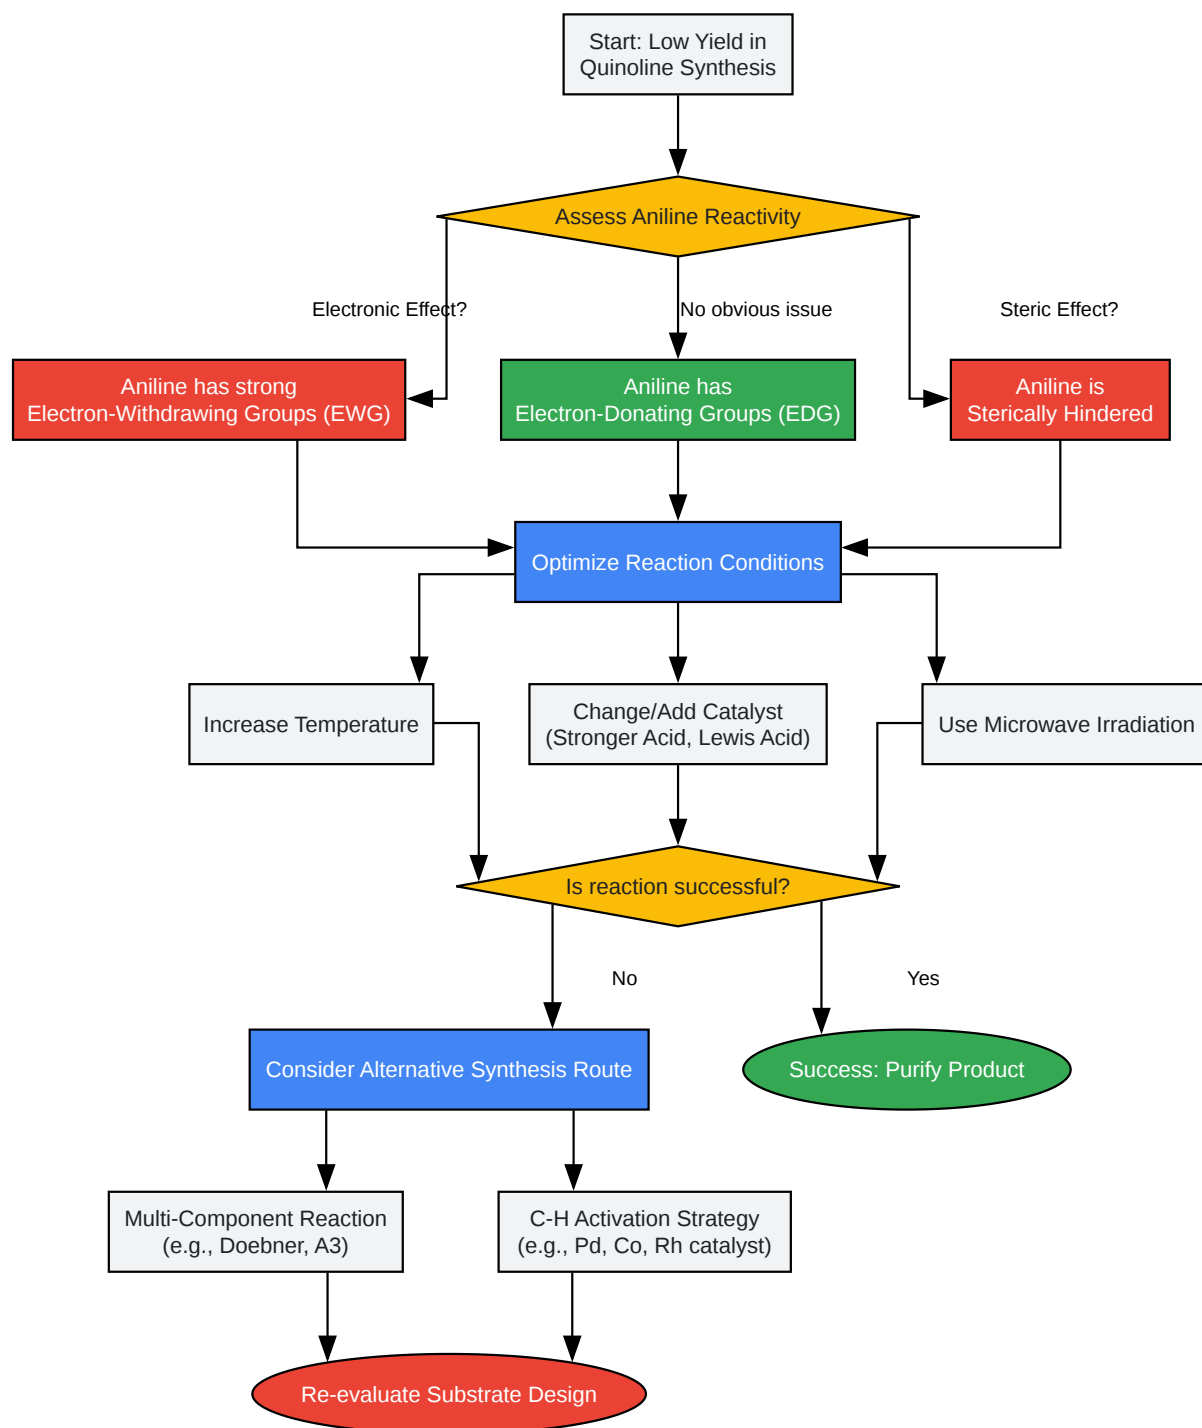 Start: Low Yield in
Quinoline Synthesis
Assess Aniline Reactivity
Electronic Effect?
No obvious issue
Steric Effect?
Aniline has strong
Electron-Withdrawing Groups (EWG)
Aniline has
Electron-Donating Groups (EDG)
Aniline is
Sterically Hindered
Optimize Reaction Conditions
Increase Temperature
Change/Add Catalyst
(Stronger Acid, Lewis Acid)
Use Microwave Irradiation
Is reaction successful?
No
Yes
Consider Alternative Synthesis Route
Success: Purify Product
Multi-Component Reaction
(e.g., Doebner, A3)
C-H Activation Strategy
(e.g., Pd, Co, Rh catalyst)
Re-evaluate Substrate Design